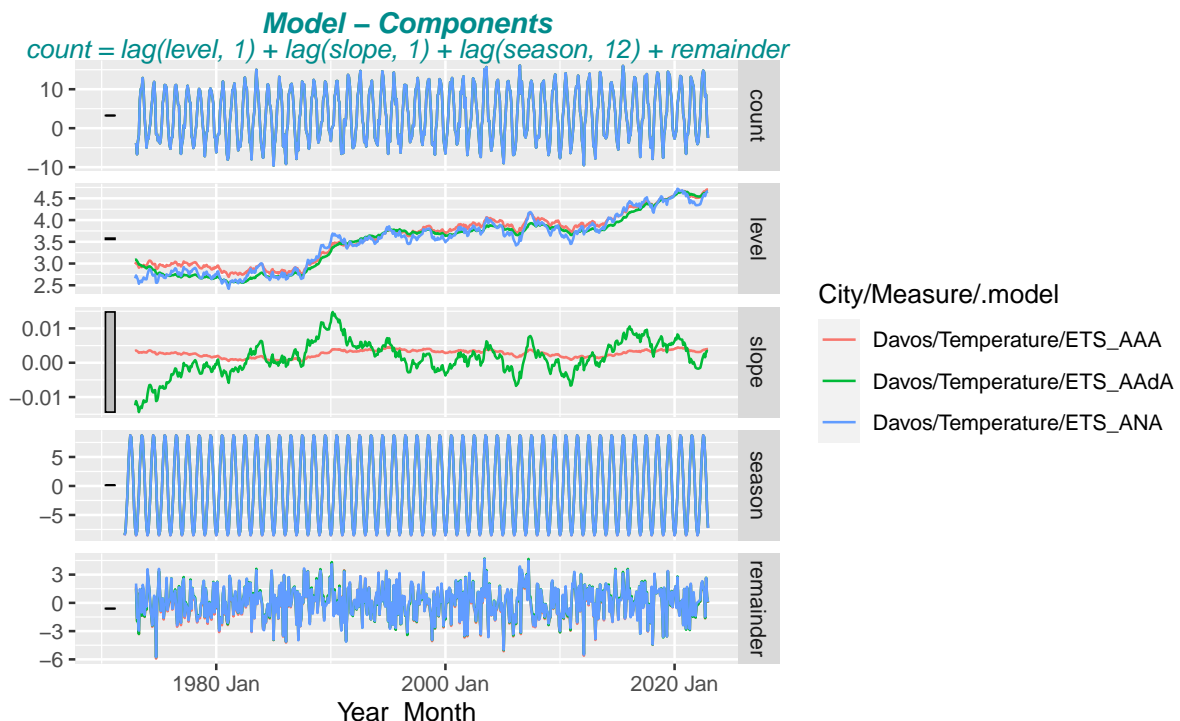 Model – Components
count = lag(level, 1) + lag(slope, 1) + lag(season, 12) + remainder
10
0
−10
count
4.5
4.0
3.5
3.0
2.5
level
0.01
0.00
−0.01
slope
5
0
−5
season
3
0
−3
−6
remainder
1980 Jan
2000 Jan
2020 Jan
Year_Month
City/Measure/.model
Davos/Temperature/ETS_AAA
Davos/Temperature/ETS_AAdA
Davos/Temperature/ETS_ANA